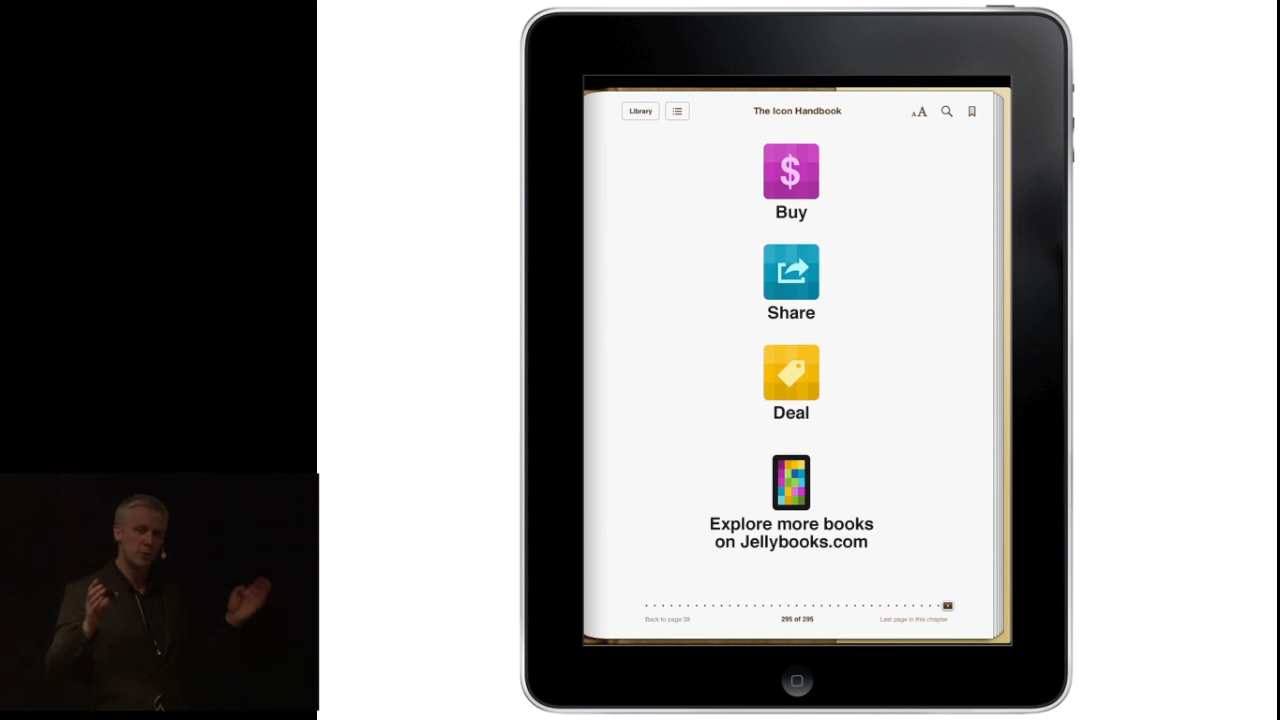 Library
The Icon Handbook
AA
$
Buy
Share
Deal
Explore more books
on Jellybooks.com
Back to page 38
295 of 295
Last page in this chapter